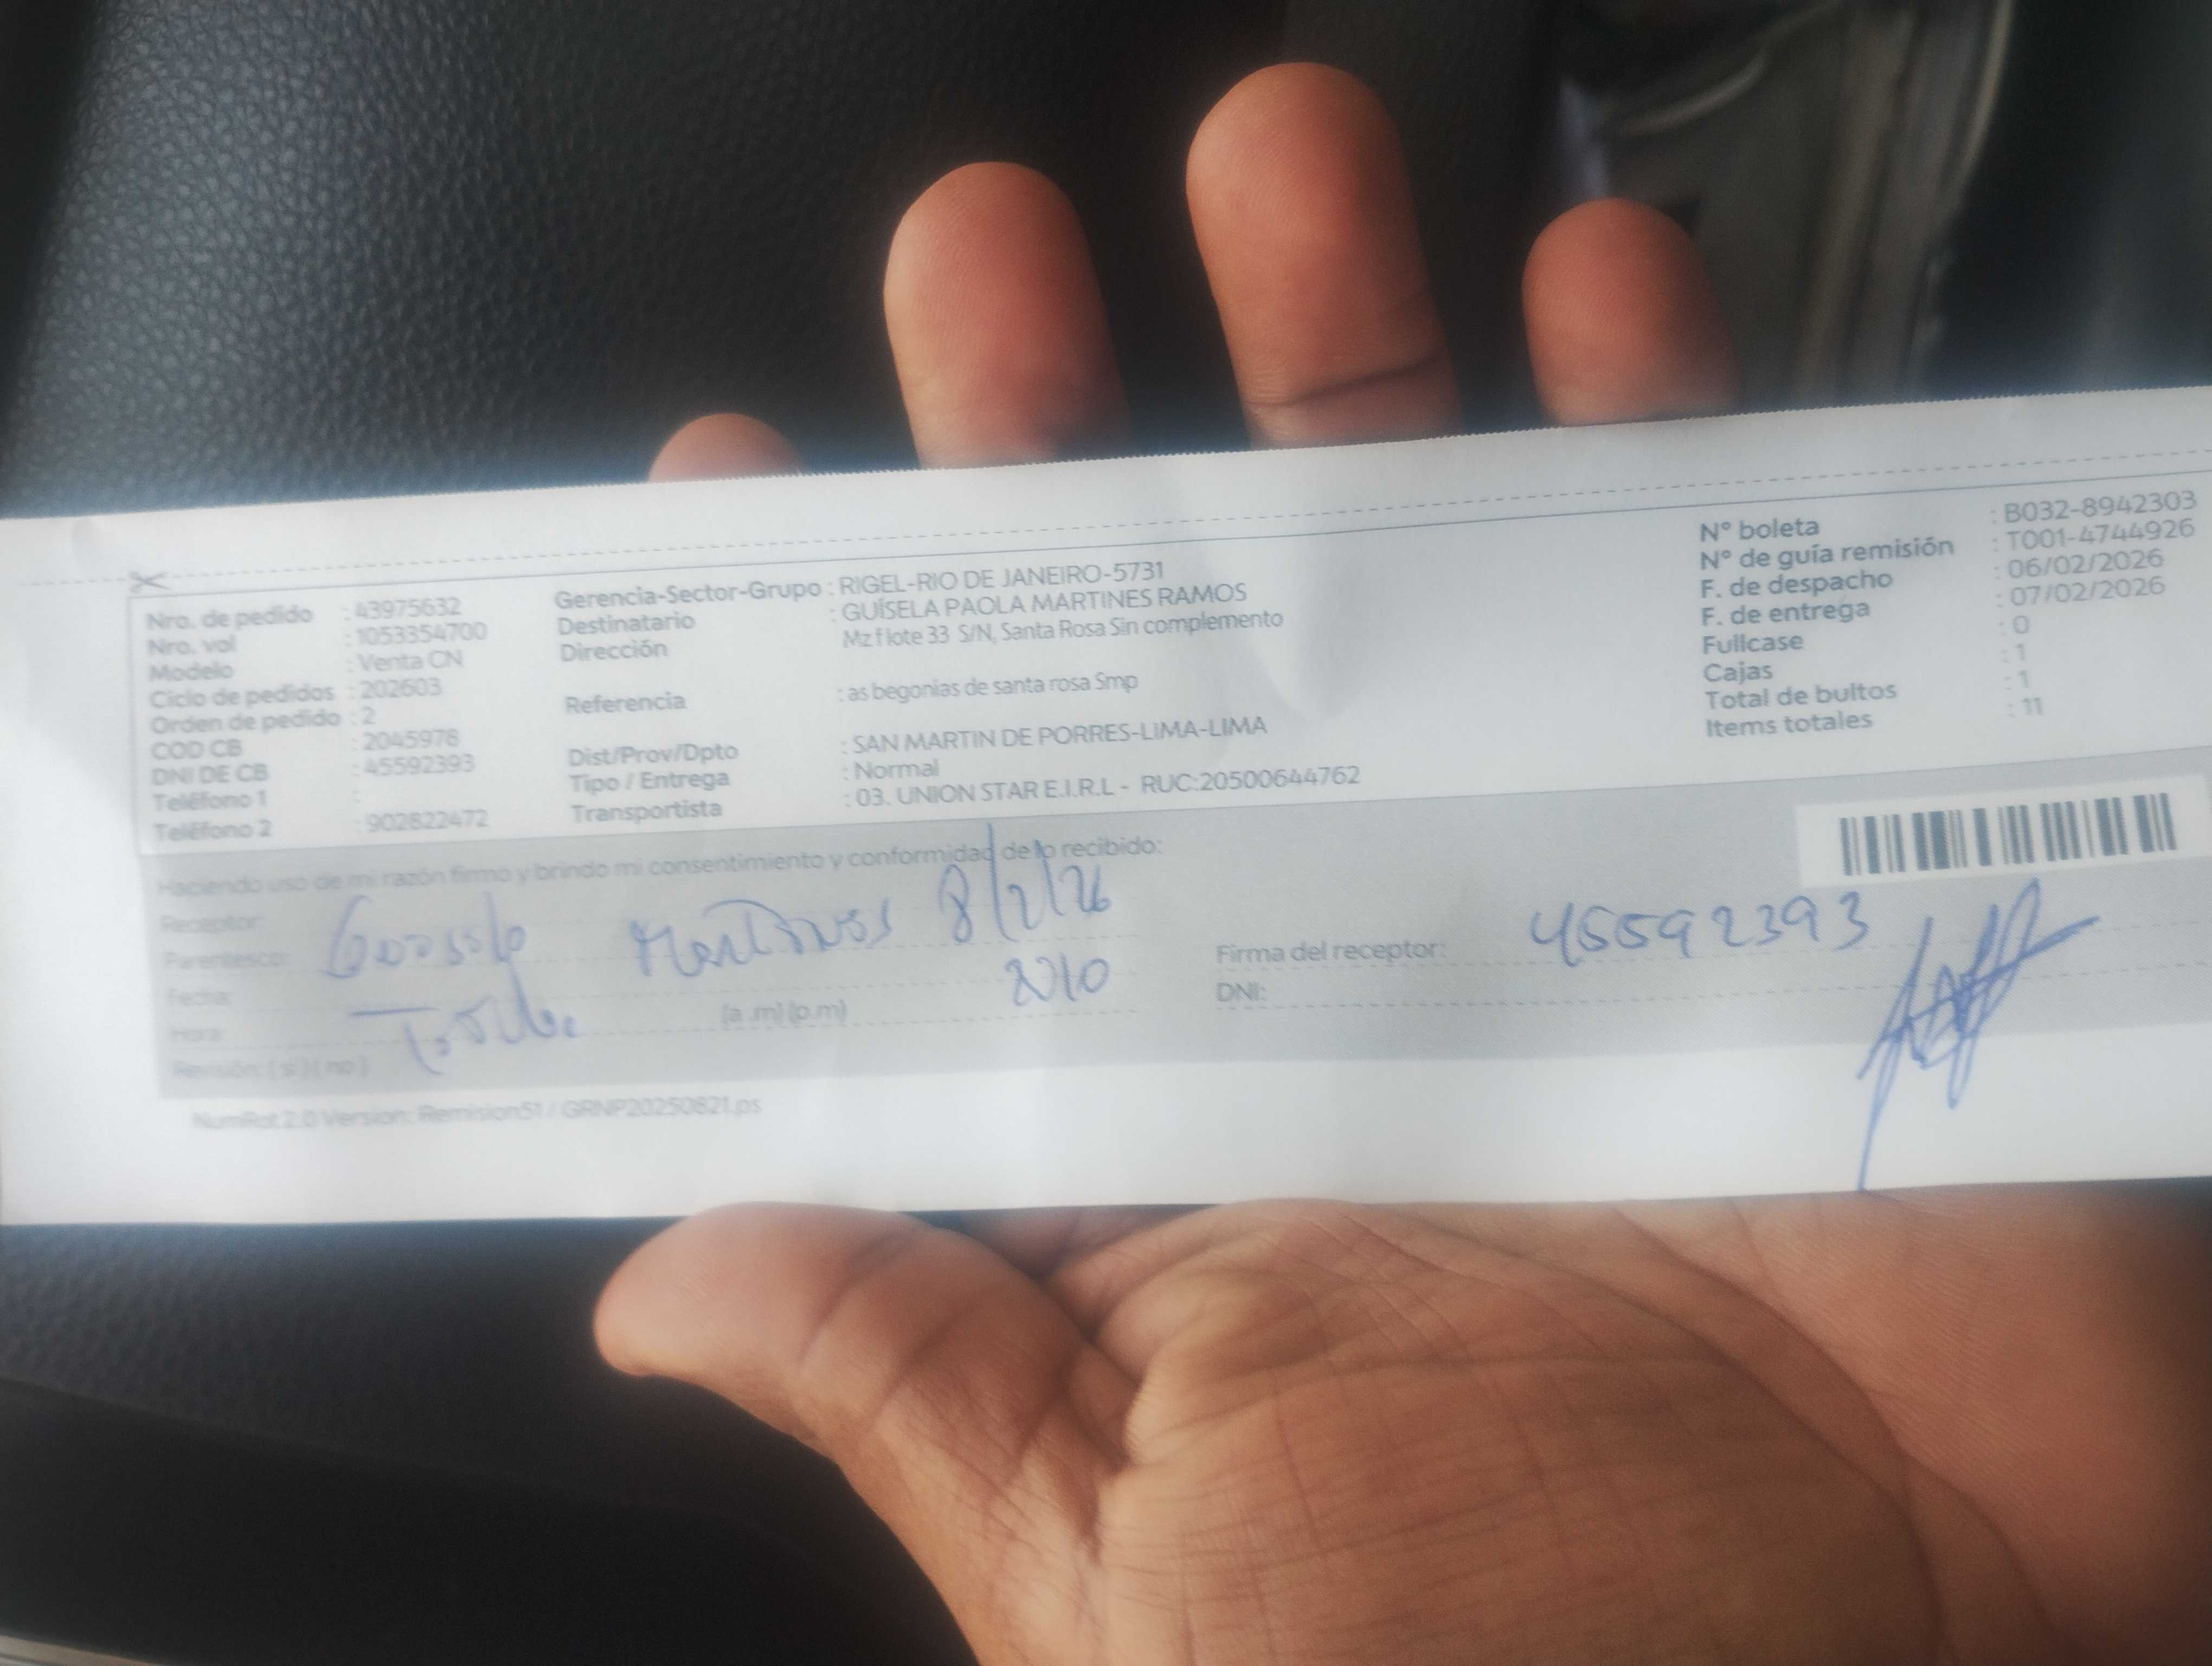 Nro. de pedido : 43975632
Nro. vol : 1053354700
Modelo : Venta CN
Ciclo de pedidos : 202603
Orden de pedido : 2
COD CB : 2045978
DNI DE CB : 45592393
Teléfono 1 :
Teléfono 2 : 902822472
Gerencia-Sector-Grupo : RIGEL-RIO DE JANEIRO-5731
Destinatario : GUISELA PAOLA MARTINES RAMOS
Dirección Mz f lote 33 S/N, Santa Rosa Sin complemento
Referencia : as begonias de santa rosa Smp
Dist/Prov/Dpto : SAN MARTIN DE PORRES-LIMA-LIMA
Tipo / Entrega : Normal
Transportista : 03. UNION STAR E.I.R.L - RUC:20500644762
N° boleta : B032-8942303
N° de guía remisión : T001-4744926
F. de despacho : 06/02/2026
F. de entrega : 07/02/2026
Fullcase : 0
Cajas : 1
Total de bultos : 1
Items totales : 11
Haciendo uso de mi razón firmo y brindo mi consentimiento y conformidad de lo recibido:
Receptor:
Parentesco: 8/2/26
Fecha:
Hora: (a .m) (p.m)
Revisión: ( si ) ( no )
Firma del receptor: 45592393
DNI:
NumRot 2.0 Version: Remision51 / GRNP20250821.ps